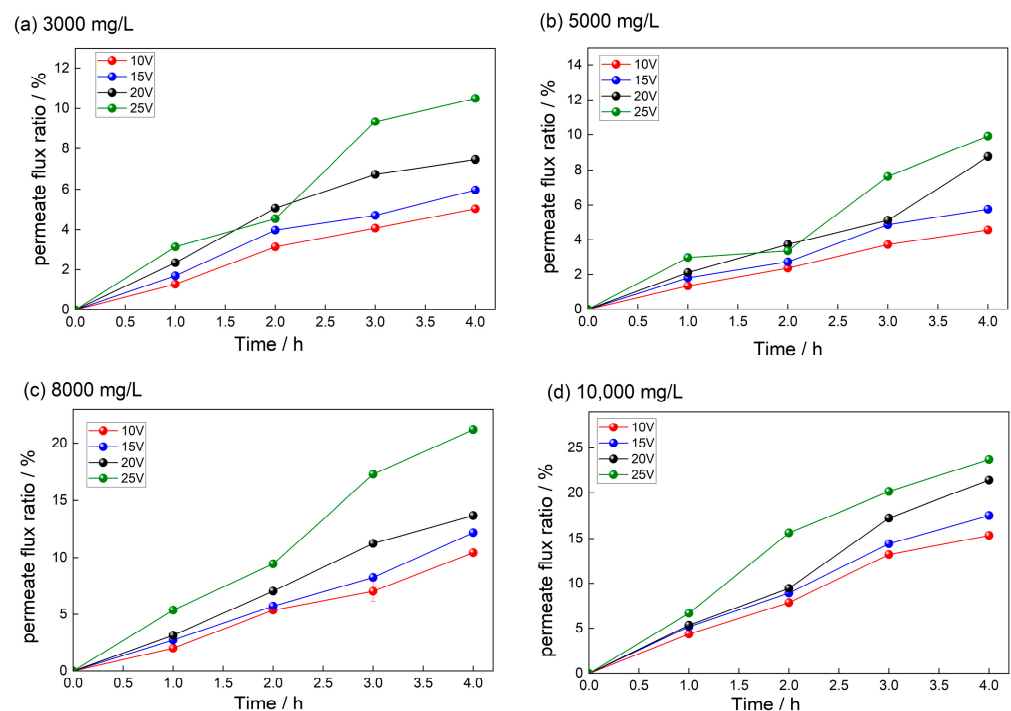 (a) 3000 mg/L
10V
15V
20V
25V
permeate flux ratio / %
12
10
8
6
4
2
0
0.0 0.5 1.0 1.5 2.0 2.5 3.0 3.5 4.0
Time / h
(b) 5000 mg/L
10V
15V
20V
25V
permeate flux ratio / %
14
12
10
8
6
4
2
0
0.0 0.5 1.0 1.5 2.0 2.5 3.0 3.5 4.0
Time / h
(c) 8000 mg/L
10V
15V
20V
25V
permeate flux ratio / %
20
15
10
5
0
0.0 0.5 1.0 1.5 2.0 2.5 3.0 3.5 4.0
Time / h
(d) 10,000 mg/L
10V
15V
20V
25V
permeate flux ratio / %
25
20
15
10
5
0
0.0 0.5 1.0 1.5 2.0 2.5 3.0 3.5 4.0
Time / h